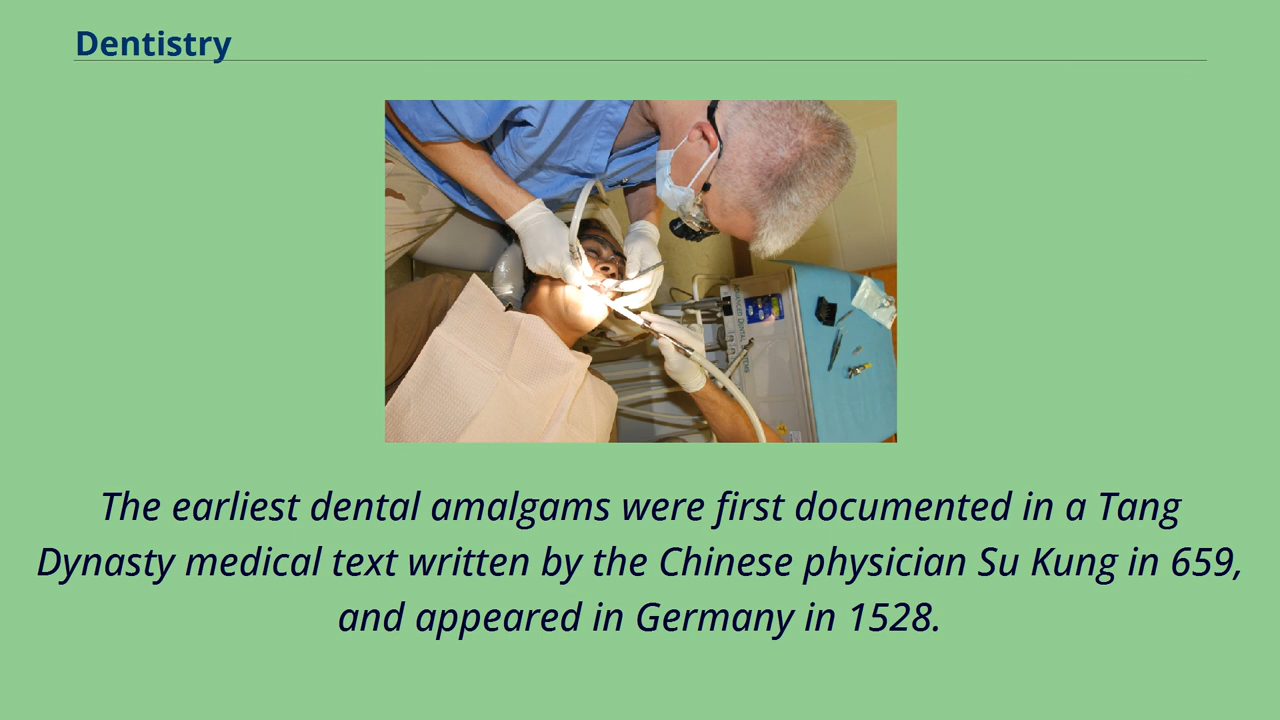 Dentistry
The earliest dental amalgams were first documented in a Tang
Dynasty medical text written by the Chinese physician Su Kung in 659,
and appeared in Germany in 1528.